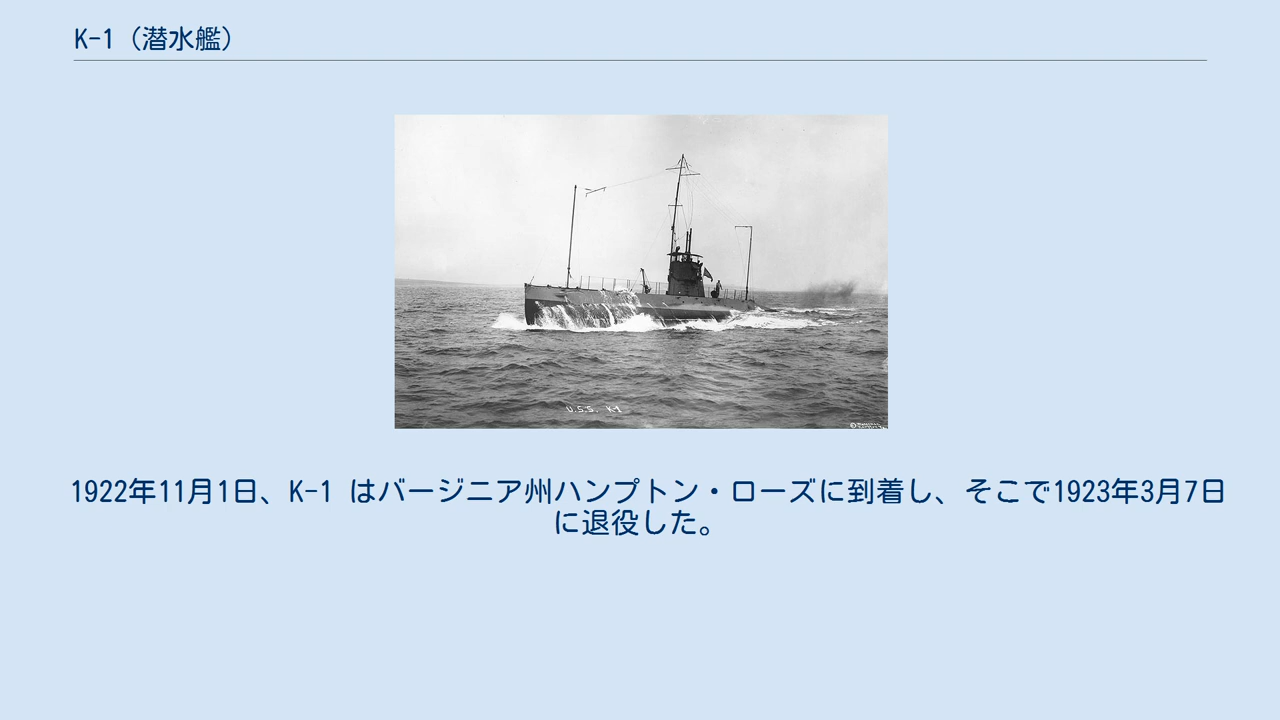 K-1（潜水艦）
U.S.S. K-1
1922年11月1日、K-1 はバージニア州ハンプトン・ローズに到着し、そこで1923年3月7日
に退役した。